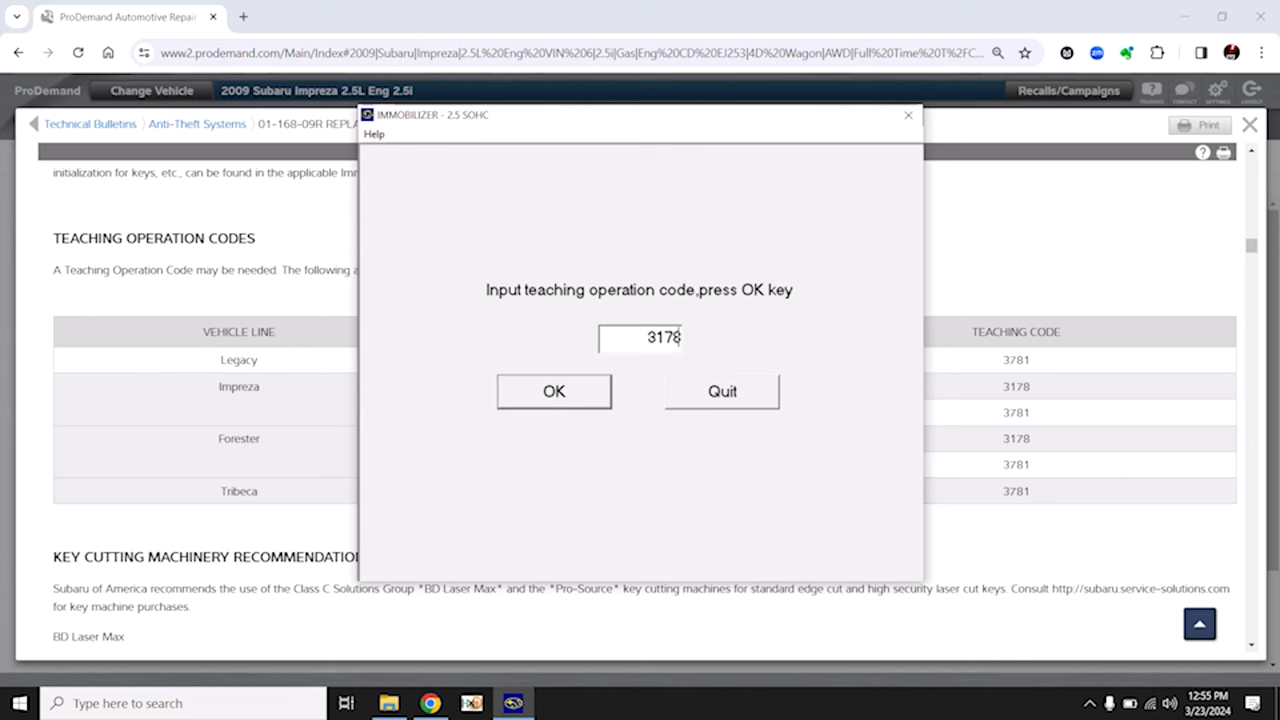 ProDemand Automotive Repair
www2.prodemand.com/Main/Index#2009|Subaru|Impreza|2.5L%20Eng%20VIN%206|2.5i|Gas|Eng%20CD%20EJ253|4D%20Wagon|AWD|Full%20Time%20T%2FC...
ProDemand
Change Vehicle
2009 Subaru Impreza 2.5L Eng 2.5i
Recalls/Campaigns
TRAINING
CONTACT
SETTINGS
LOGOUT
Technical Bulletins
Anti-Theft Systems
01-168-09R REPLA
IMMOBILIZER - 2.5 SOHC
Help
Print
initialization for keys, etc., can be found in the applicable Imm
TEACHING OPERATION CODES
A Teaching Operation Code may be needed. The following a
Input teaching operation code,press OK key
3178
OK
Quit
VEHICLE LINE
TEACHING CODE
Legacy
3781
Impreza
3178
3781
Forester
3178
3781
Tribeca
3781
KEY CUTTING MACHINERY RECOMMENDATION
Subaru of America recommends the use of the Class C Solutions Group *BD Laser Max* and the *Pro-Source* key cutting machines for standard edge cut and high security laser cut keys. Consult http://subaru.service-solutions.com
for key machine purchases.
BD Laser Max
Type here to search
12:55 PM
3/23/2024